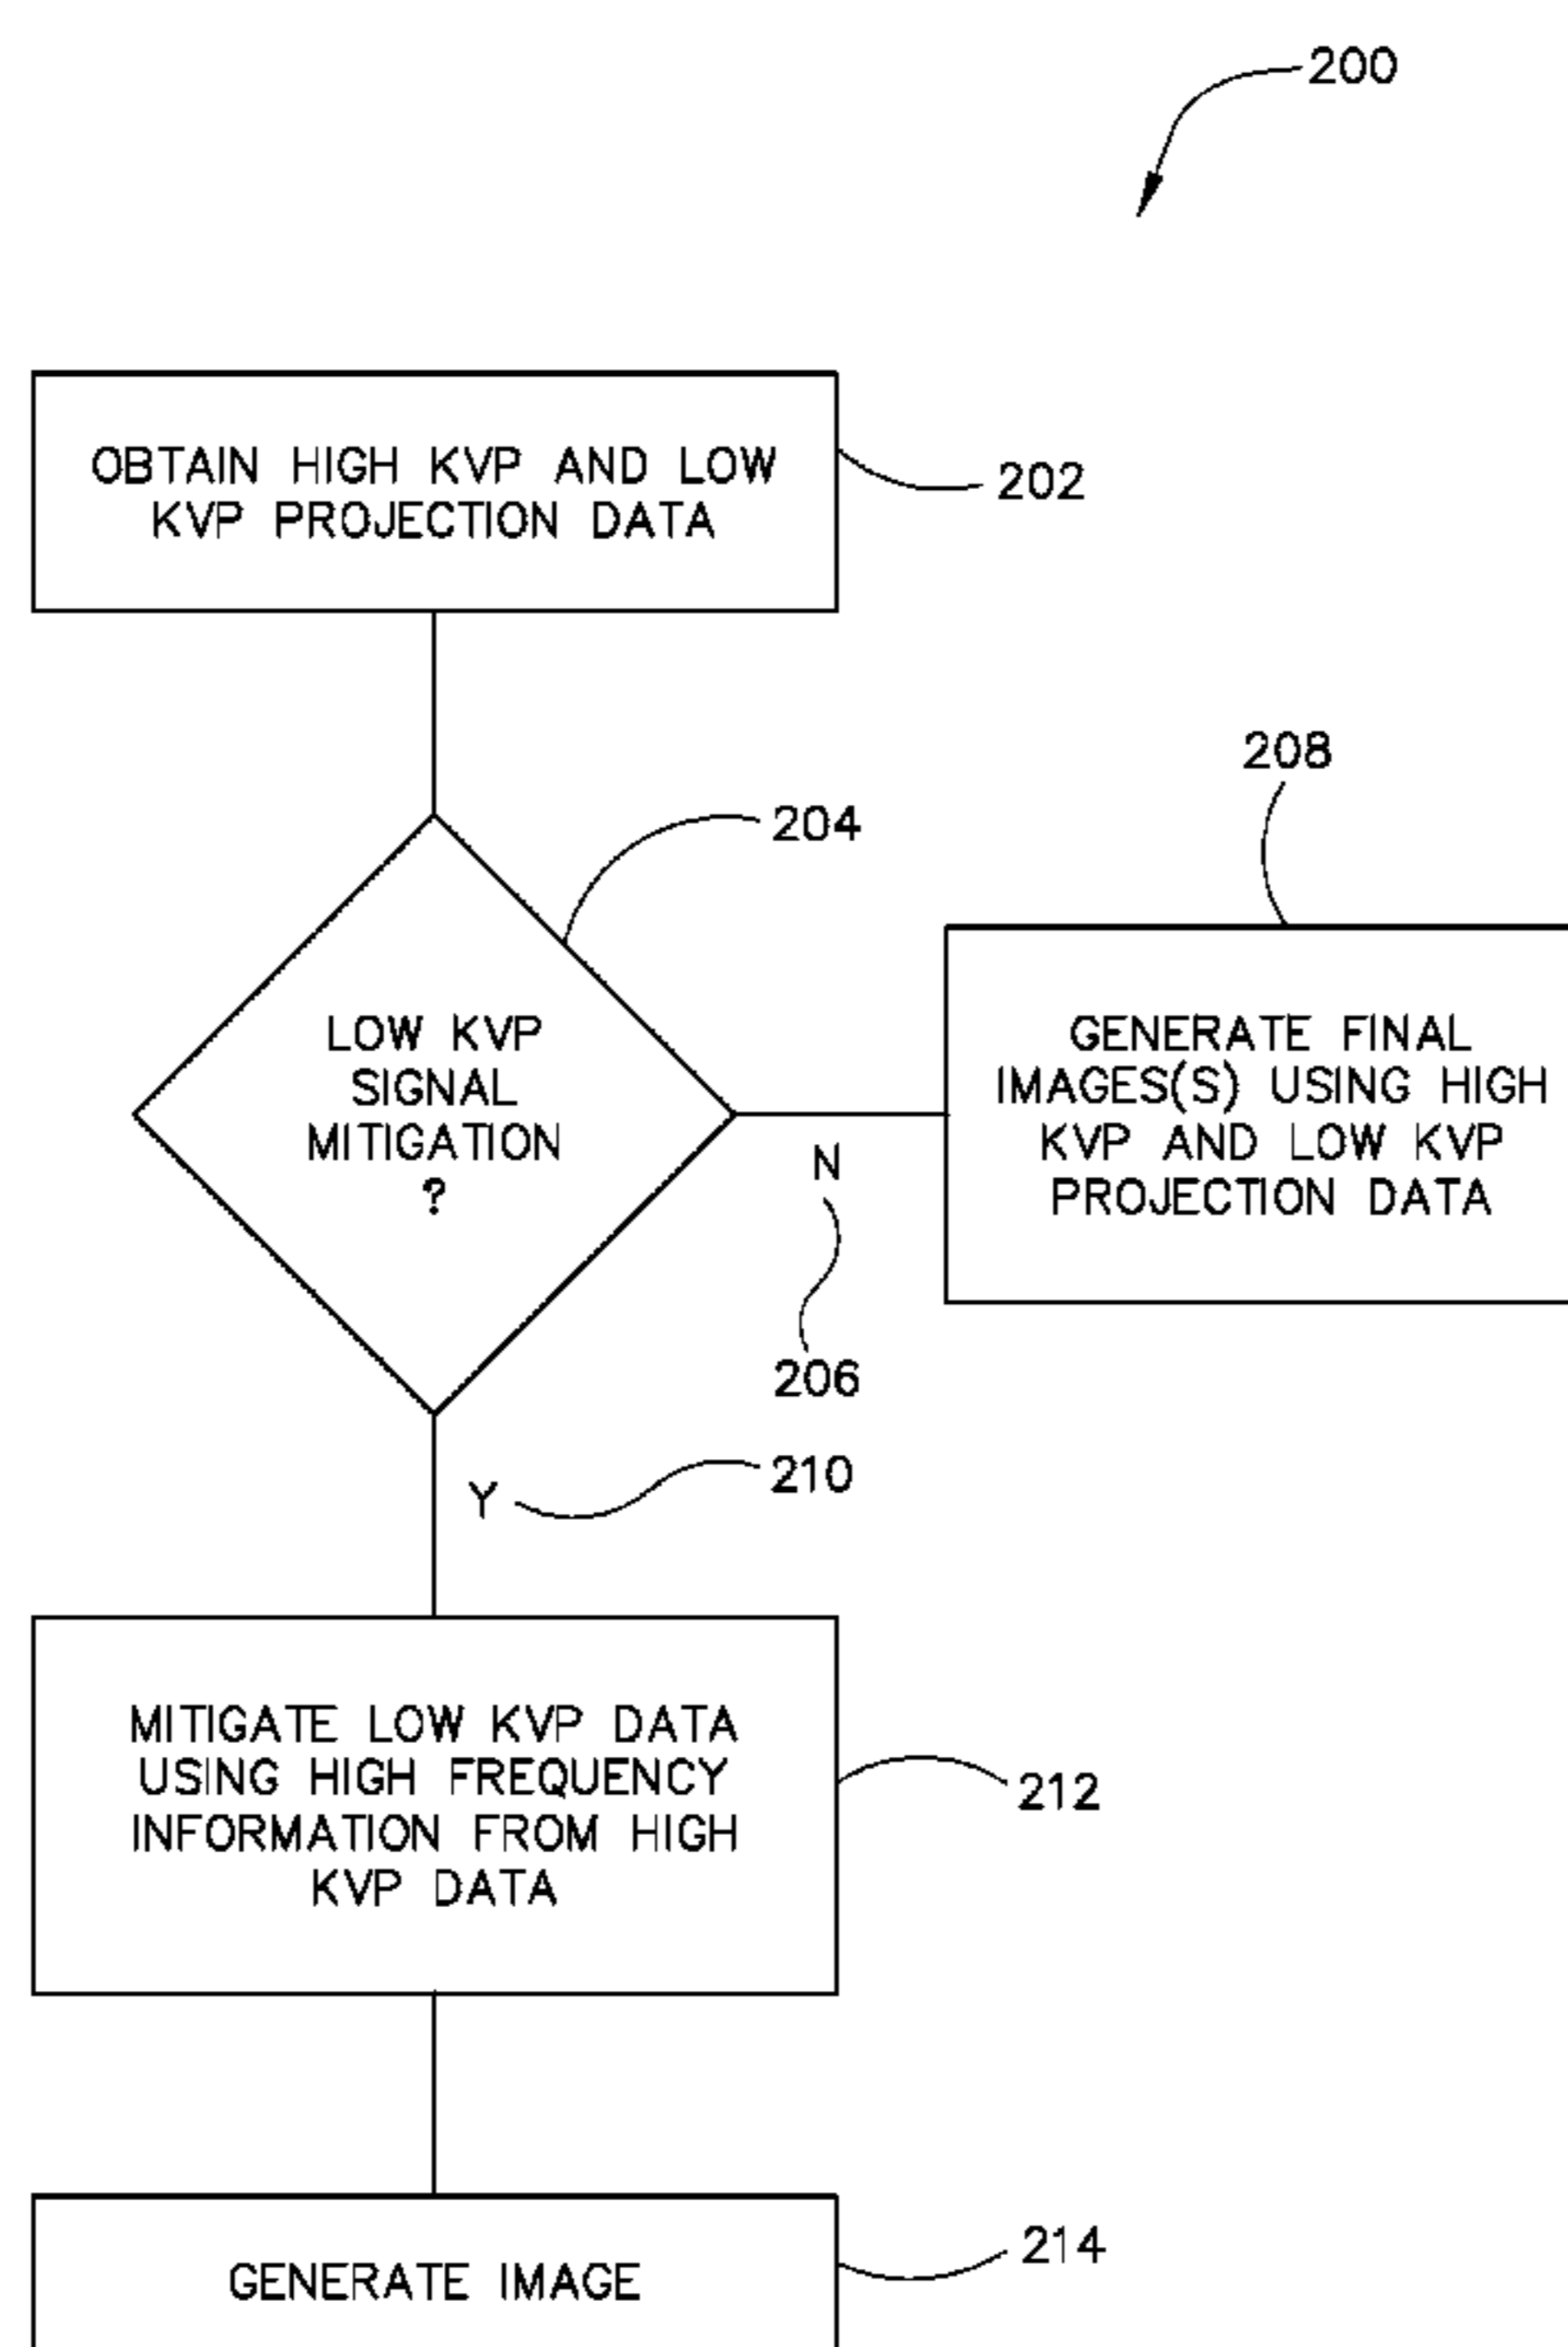 200
OBTAIN HIGH KVP AND LOW
KVP PROJECTION DATA
202
208
204
LOW KVP
SIGNAL
MITIGATION
?
GENERATE FINAL
IMAGES(S) USING HIGH
KVP AND LOW KVP
PROJECTION DATA
N
206
Y
210
MITIGATE LOW KVP DATA
USING HIGH FREQUENCY
INFORMATION FROM HIGH
KVP DATA
212
GENERATE IMAGE
214